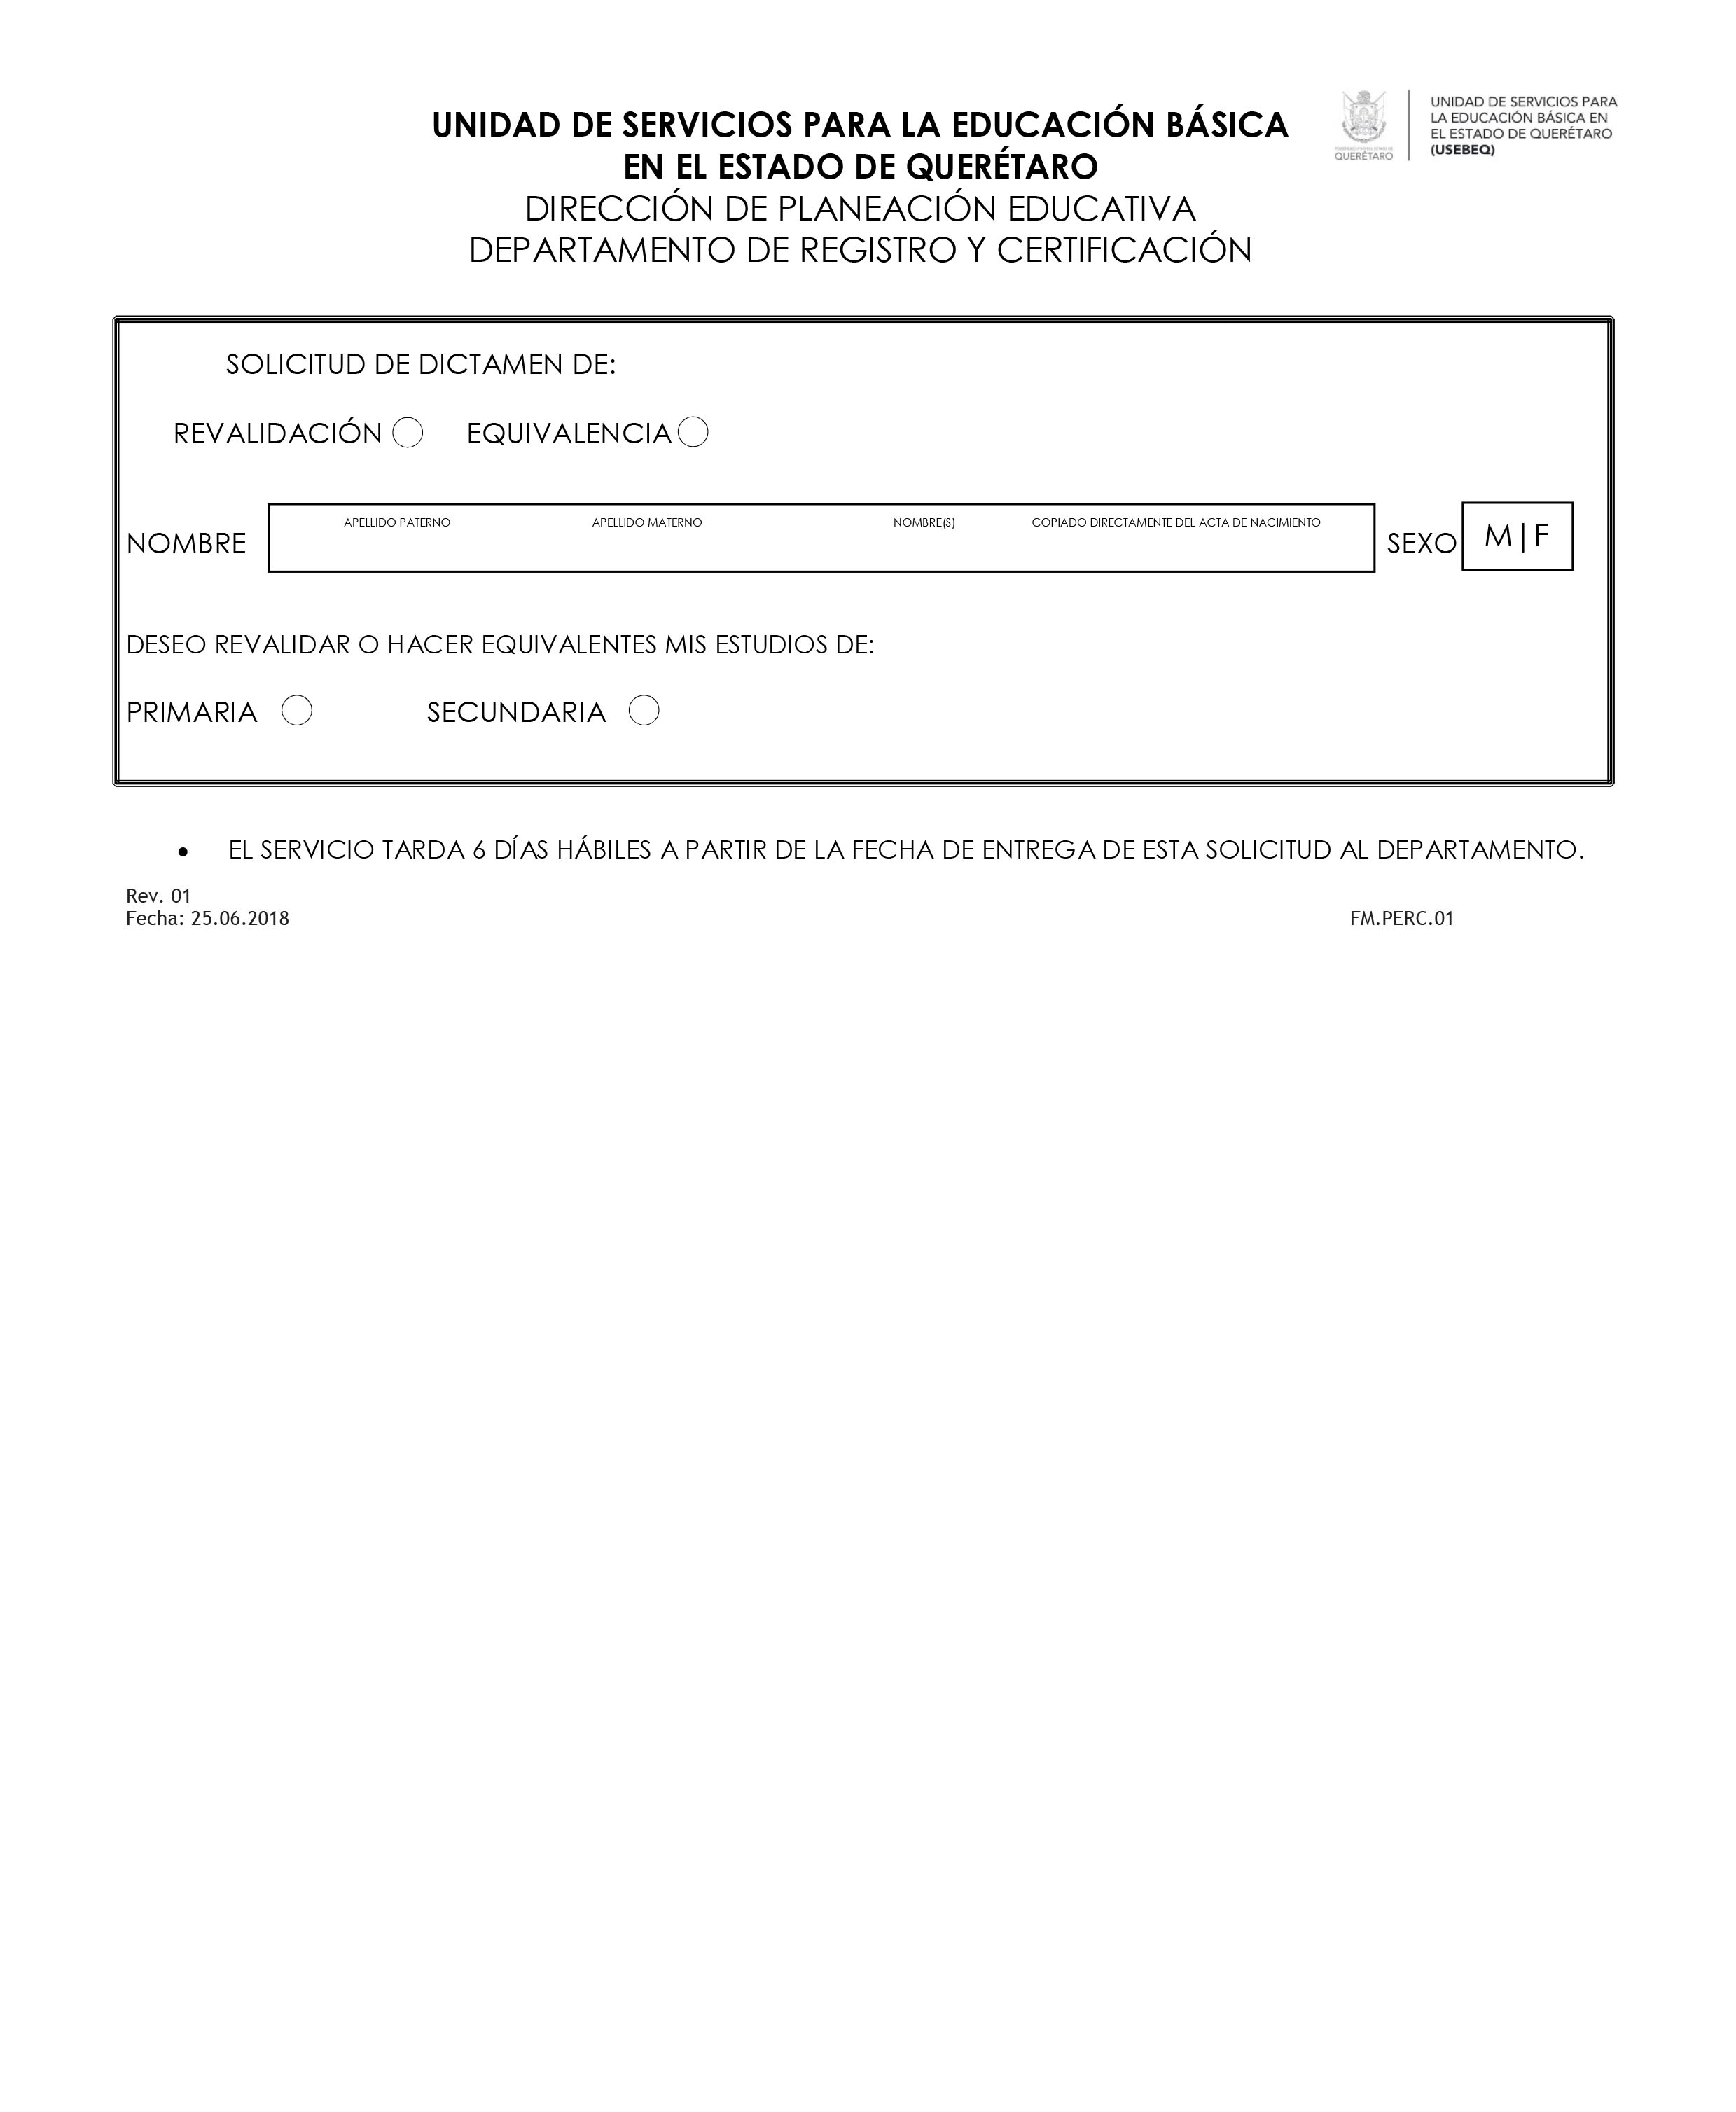 UNIDAD DE SERVICIOS PARA LA EDUCACIÓN BÁSICA
EN EL ESTADO DE QUERÉTARO
DIRECCIÓN DE PLANEACIÓN EDUCATIVA
DEPARTAMENTO DE REGISTRO Y CERTIFICACIÓN
QUERÉTARO
UNIDAD DE SERVICIOS PARA
LA EDUCACIÓN BÁSICA EN
EL ESTADO DE QUERÉTARO
(USEBEQ)
SOLICITUD DE DICTAMEN DE:
REVALIDACIÓN EQUIVALENCIA
NOMBRE APELLIDO PATERNO APELLIDO MATERNO NOMBRE(S) COPIADO DIRECTAMENTE DEL ACTA DE NACIMIENTO SEXO M|F
DESEO REVALIDAR O HACER EQUIVALENTES MIS ESTUDIOS DE:
PRIMARIA SECUNDARIA
• EL SERVICIO TARDA 6 DÍAS HÁBILES A PARTIR DE LA FECHA DE ENTREGA DE ESTA SOLICITUD AL DEPARTAMENTO.
Rev. 01
Fecha: 25.06.2018 FM.PERC.01